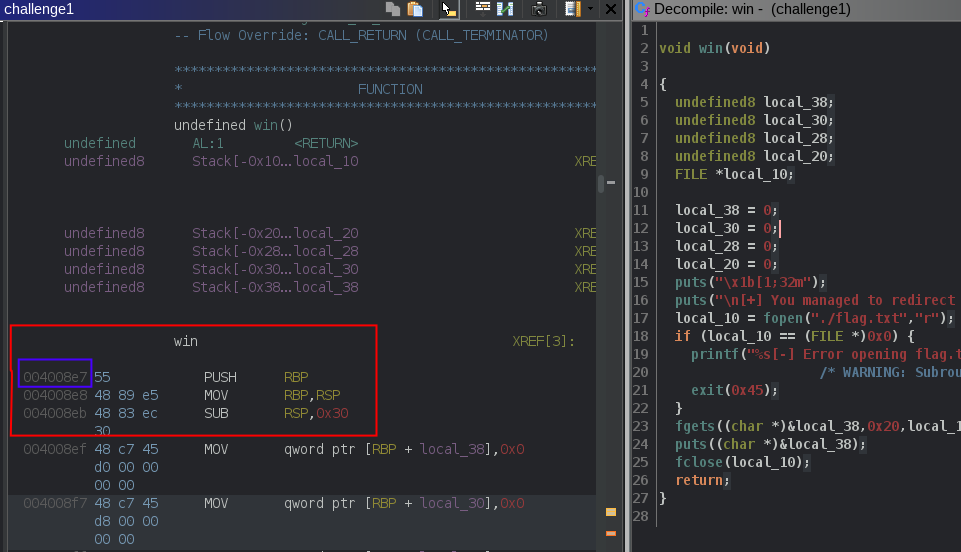 challenge1
-- Flow Override: CALL_RETURN (CALL_TERMINATOR)
*****************************************************
* FUNCTION
*****************************************************
undefined win()
undefined AL:1 <RETURN>
undefined8 Stack[-0x10...local_10 XRE
undefined8 Stack[-0x20...local_20 XRE
undefined8 Stack[-0x28...local_28 XRE
undefined8 Stack[-0x30...local_30 XRE
undefined8 Stack[-0x38...local_38 XRE
win XREF[3]:
004008e7 55 PUSH RBP
004008e8 48 89 e5 MOV RBP,RSP
004008eb 48 83 ec SUB RSP,0x30
30
004008ef 48 c7 45 MOV qword ptr [RBP + local_38],0x0
d0 00 00
00 00
004008f7 48 c7 45 MOV qword ptr [RBP + local_30],0x0
d8 00 00
00 00
Decompile: win - (challenge1)
1
2 void win(void)
3
4 {
5 undefined8 local_38;
6 undefined8 local_30;
7 undefined8 local_28;
8 undefined8 local_20;
9 FILE *local_10;
10
11 local_38 = 0;
12 local_30 = 0;
13 local_28 = 0;
14 local_20 = 0;
15 puts("\x1b[1;32m");
16 puts("\n[+] You managed to redirect
17 local_10 = fopen("./flag.txt","r");
18 if (local_10 == (FILE *)0x0) {
19 printf("%s[-] Error opening flag.t
20 /* WARNING: Subrou
21 exit(0x45);
22 }
23 fgets((char *)&local_38,0x20,local_1
24 puts((char *)&local_38);
25 fclose(local_10);
26 return;
27 }
28